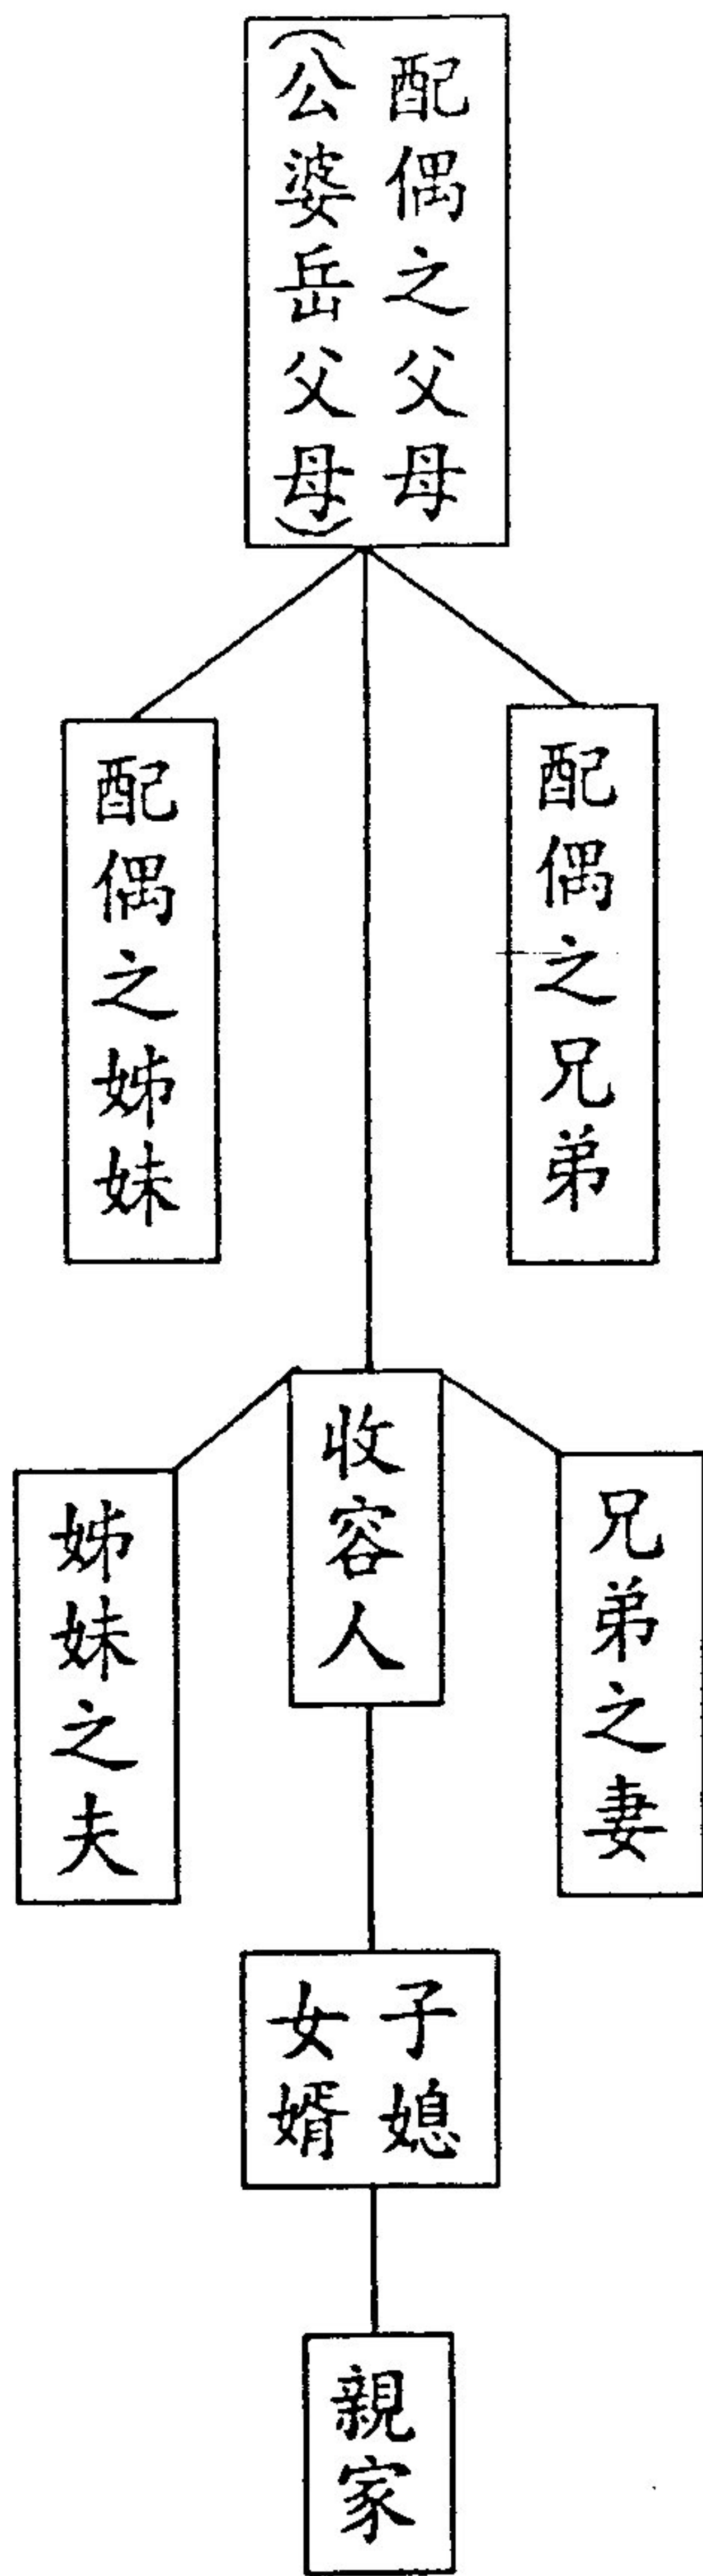 配偶之父母
(公婆岳父母)
配偶之兄弟
配偶之姊妹
兄弟之妻
收容人
姊妹之夫
子媳
女婿
親家